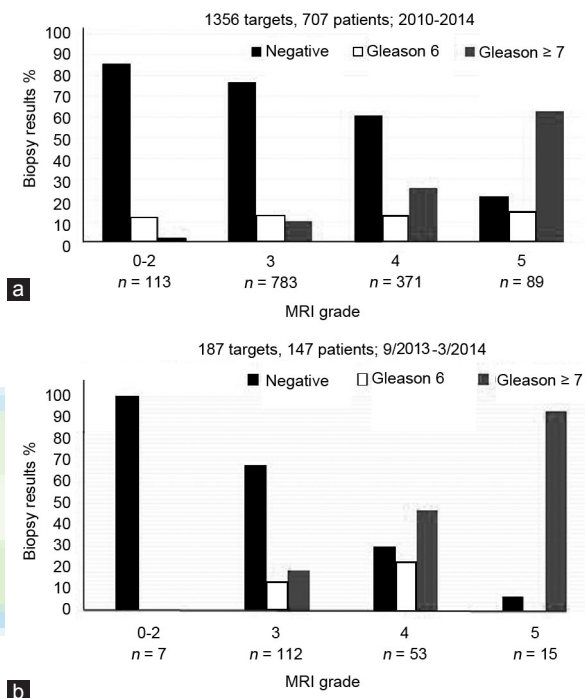 1356 targets, 707 patients; 2010-2014
Negative Gleason 6 Gleason ≥ 7
100
90
80
70
60
50
40
30
20
10
0
Biopsy results %
0-2 3 4 5
n = 113 n = 783 n = 371 n = 89
MRI grade
a
187 targets, 147 patients; 9/2013-3/2014
Negative Gleason 6 Gleason ≥ 7
100
90
80
70
60
50
40
30
20
10
0
Biopsy results %
0-2 3 4 5
n = 7 n = 112 n = 53 n = 15
MRI grade
b